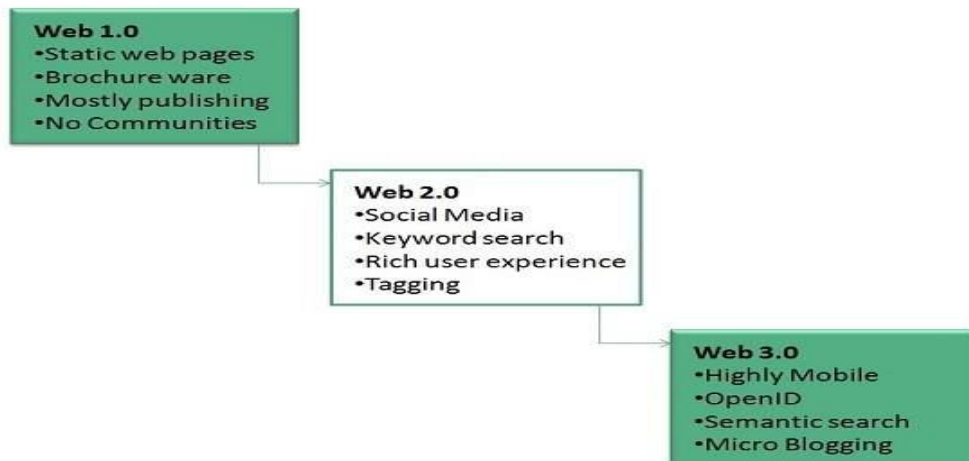 Web 1.0
•Static web pages
•Brochure ware
•Mostly publishing
•No Communities
Web 2.0
•Social Media
•Keyword search
•Rich user experience
•Tagging
Web 3.0
•Highly Mobile
•OpenID
•Semantic search
•Micro Blogging